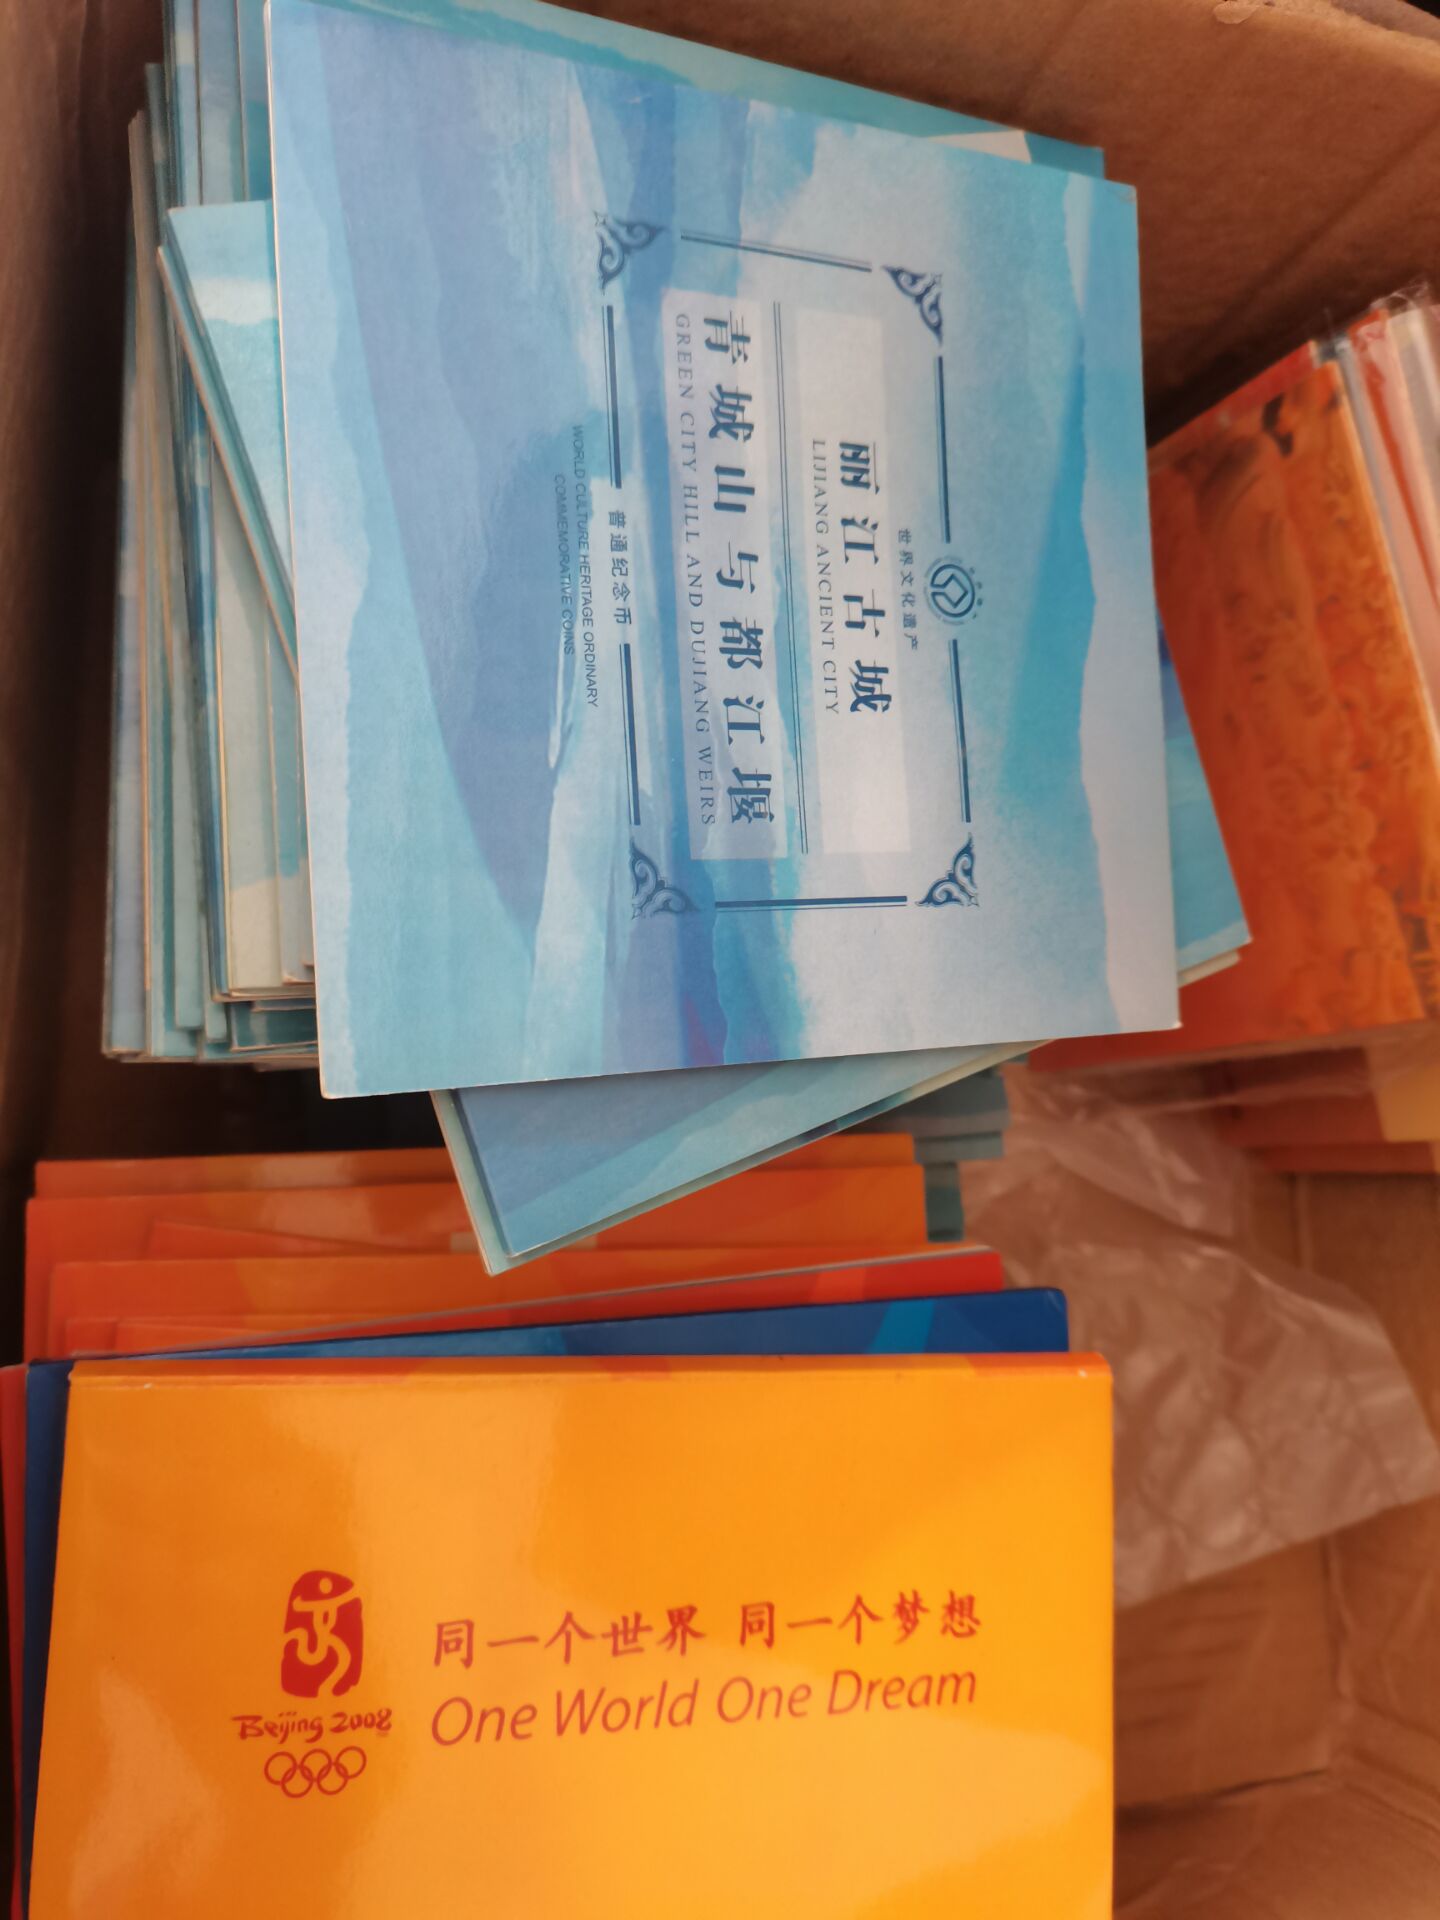 世界文化遗产
丽江古城
LIJIANG ANCIENT CITY
青城山与都江堰
GREEN CITY HILL AND DUJIANG WEIRS
普通纪念币
WORLD CULTURE HERITAGE ORDINARY
COMMEMORATIVE COINS
同一个世界 同一个梦想
One World One Dream
Beijing 2008